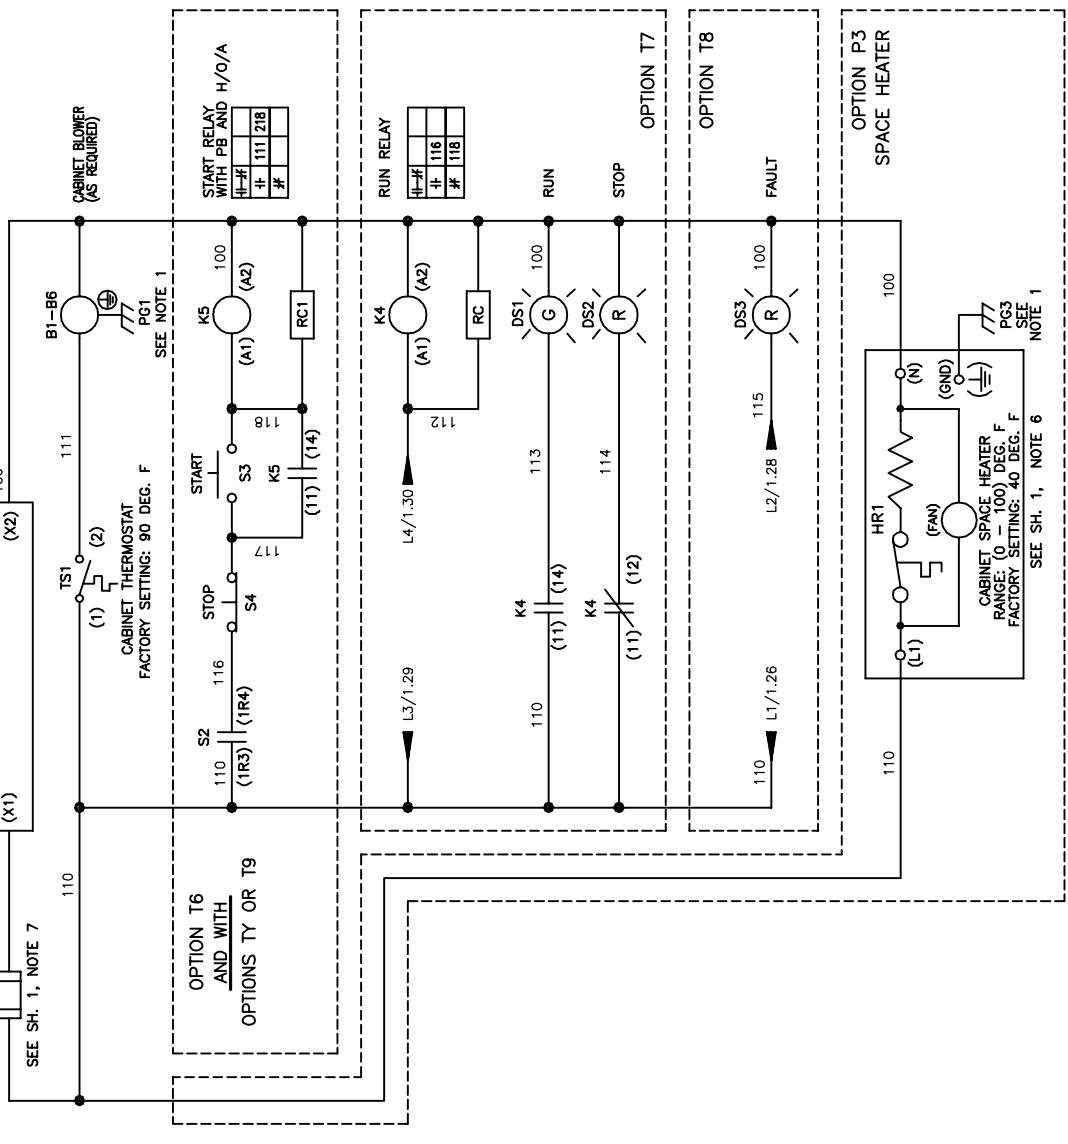 (X1)
(X2)
SEE SH. 1, NOTE 7
110
TS1
(1)
(2)
CABINET THERMOSTAT
FACTORY SETTING: 90 DEG. F
111
B1-B6
PG1
SEE NOTE 1
CABINET BLOWER
(AS REQUIRED)
OPTION T6
AND WITH
OPTIONS TY OR T9
110
S2
(1R3)
(1R4)
116
STOP
S4
117
START
S3
K5
(11)
(14)
118
K5
(A1)
(A2)
100
RC1
START RELAY
WITH PB AND H/O/A
111
218
L3/1.29
L4/1.30
112
K4
(A1)
(A2)
RC
RUN RELAY
116
118
110
K4
(11)
(14)
113
DS1
G
100
RUN
K4
(11)
(12)
114
DS2
R
STOP
OPTION T7
110
L1/1.26
L2/1.28
115
DS3
R
100
FAULT
OPTION T8
110
(L1)
HR1
(FAN)
(N)
(GND)
100
PG3
SEE
NOTE 1
CABINET SPACE HEATER
RANGE: (0 - 100) DEG. F
FACTORY SETTING: 40 DEG. F
SEE SH. 1, NOTE 6
OPTION P3
SPACE HEATER